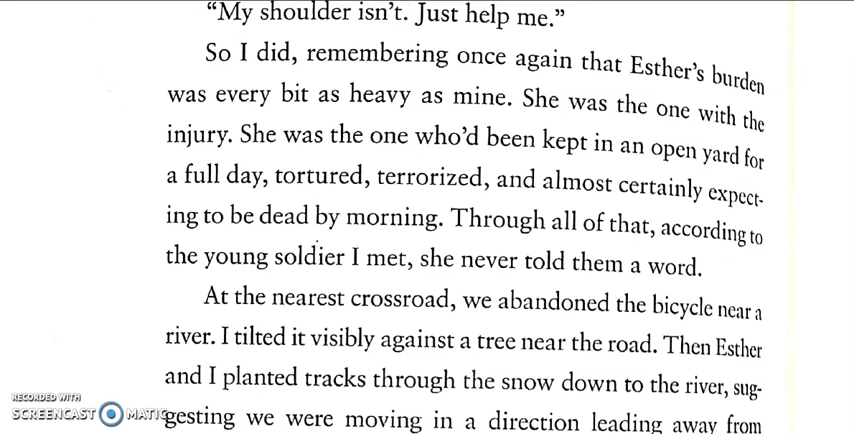 “My shoulder isn’t. Just help me.”
So I did, remembering once again that Esther’s burden
was every bit as heavy as mine. She was the one with the
injury. She was the one who’d been kept in an open yard for
a full day, tortured, terrorized, and almost certainly expect-
ing to be dead by morning. Through all of that, according to
the young soldier I met, she never told them a word.
At the nearest crossroad, we abandoned the bicycle near a
river. I tilted it visibly against a tree near the road. Then Esther
and I planted tracks through the snow down to the river, sug-
gesting we were moving in a direction leading away from
RECORDED WITH
SCREENCAST MATIC